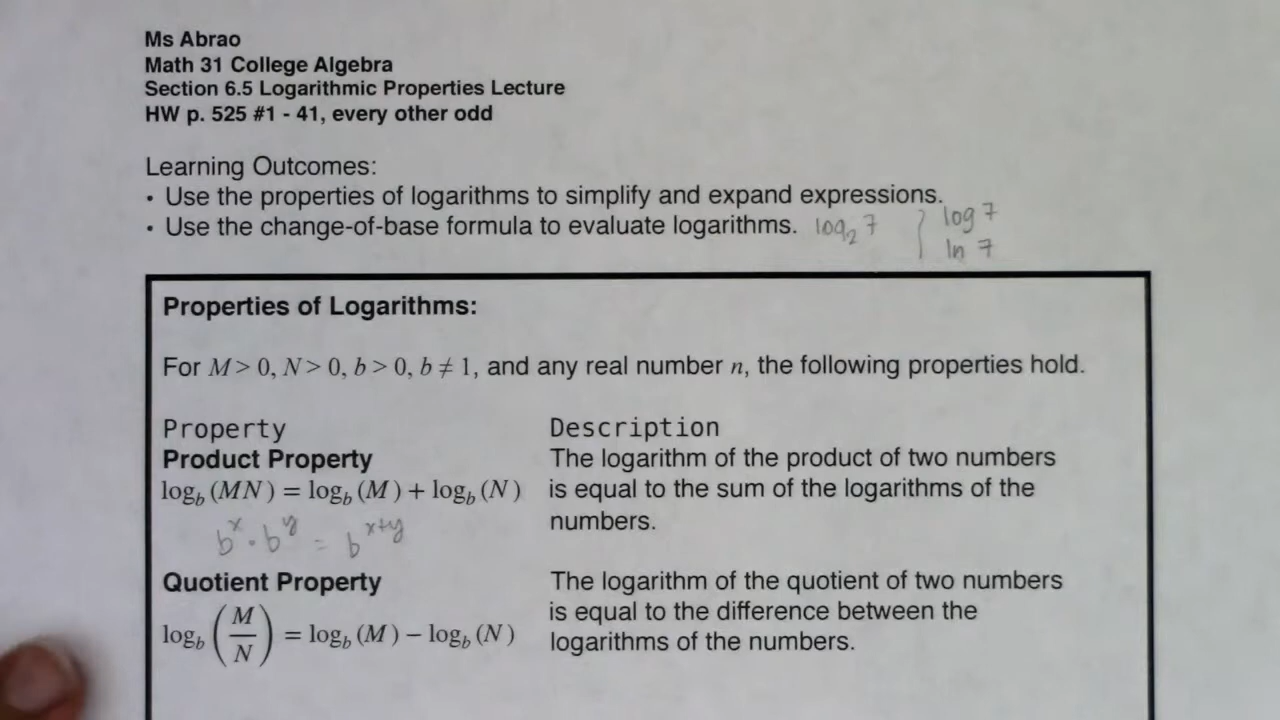 Ms Abrao
Math 31 College Algebra
Section 6.5 Logarithmic Properties Lecture
HW p. 525 #1 - 41, every other odd
Learning Outcomes:
• Use the properties of logarithms to simplify and expand expressions.
• Use the change-of-base formula to evaluate logarithms. log₂ 7 } log 7
ln 7
Properties of Logarithms:
For M > 0, N > 0, b > 0, b ≠ 1, and any real number n, the following properties hold.
Property Description
Product Property The logarithm of the product of two numbers
log_b (MN) = log_b (M) + log_b (N) is equal to the sum of the logarithms of the
numbers.
b^x · b^y = b^(x+y)
Quotient Property The logarithm of the quotient of two numbers
is equal to the difference between the
log_b (M/N) = log_b (M) − log_b (N) logarithms of the numbers.